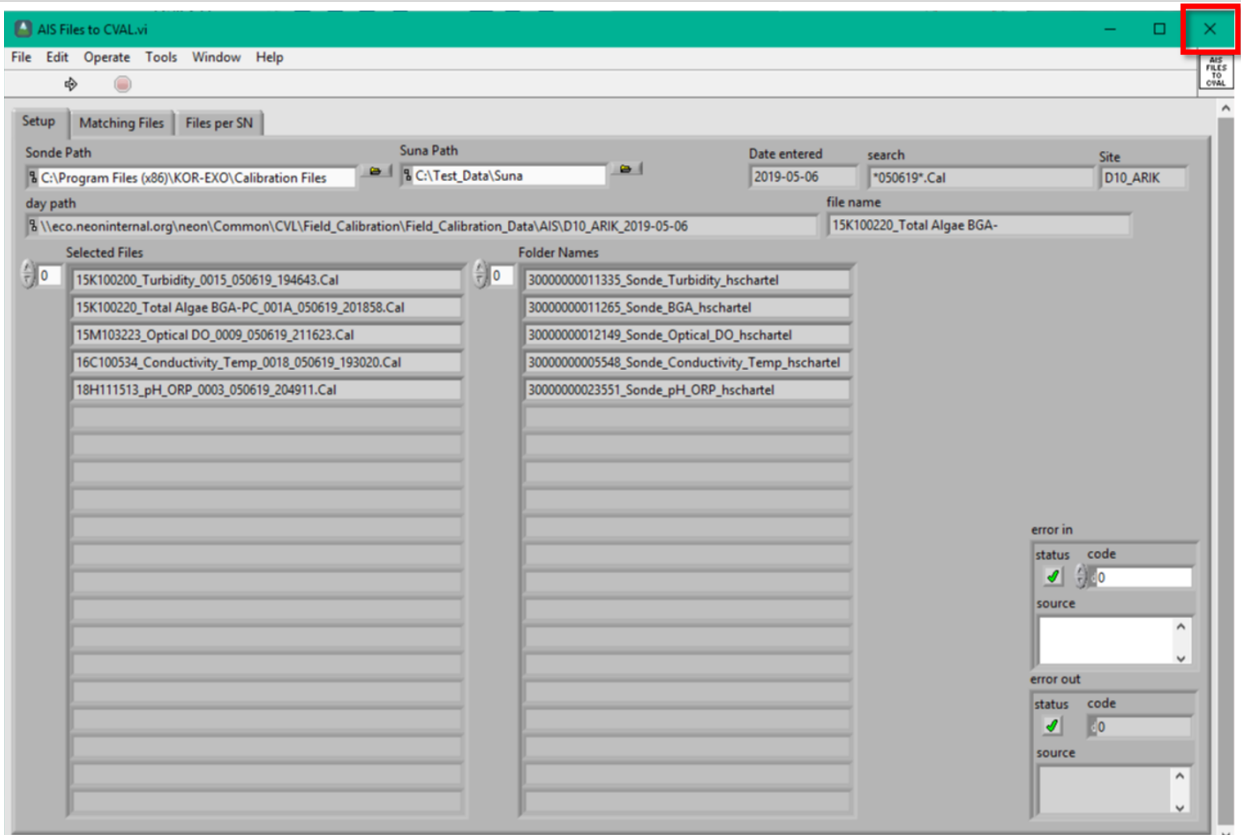 AIS Files to CVAL.vi
File Edit Operate Tools Window Help
AIS
FILES
TO
CVAL
Setup Matching Files Files per SN
Sonde Path Suna Path Date entered search Site
C:\Program Files (x86)\KOR-EXO\Calibration Files C:\Test_Data\Suna 2019-05-06 *050619*.Cal D10_ARIK
day path file name
\\eco.neoninternal.org\neon\Common\CVL\Field_Calibration\Field_Calibration_Data\AIS\D10_ARIK_2019-05-06 15K100220_Total Algae BGA-
Selected Files Folder Names
0 15K100200_Turbidity_0015_050619_194643.Cal 0 30000000011335_Sonde_Turbidity_hschartel
15K100220_Total Algae BGA-PC_001A_050619_201858.Cal 30000000011265_Sonde_BGA_hschartel
15M103223_Optical DO_0009_050619_211623.Cal 30000000012149_Sonde_Optical_DO_hschartel
16C100534_Conductivity_Temp_0018_050619_193020.Cal 30000000005548_Sonde_Conductivity_Temp_hschartel
18H111513_pH_ORP_0003_050619_204911.Cal 30000000023551_Sonde_pH_ORP_hschartel
error in
status code
0
source
error out
status code
0
source